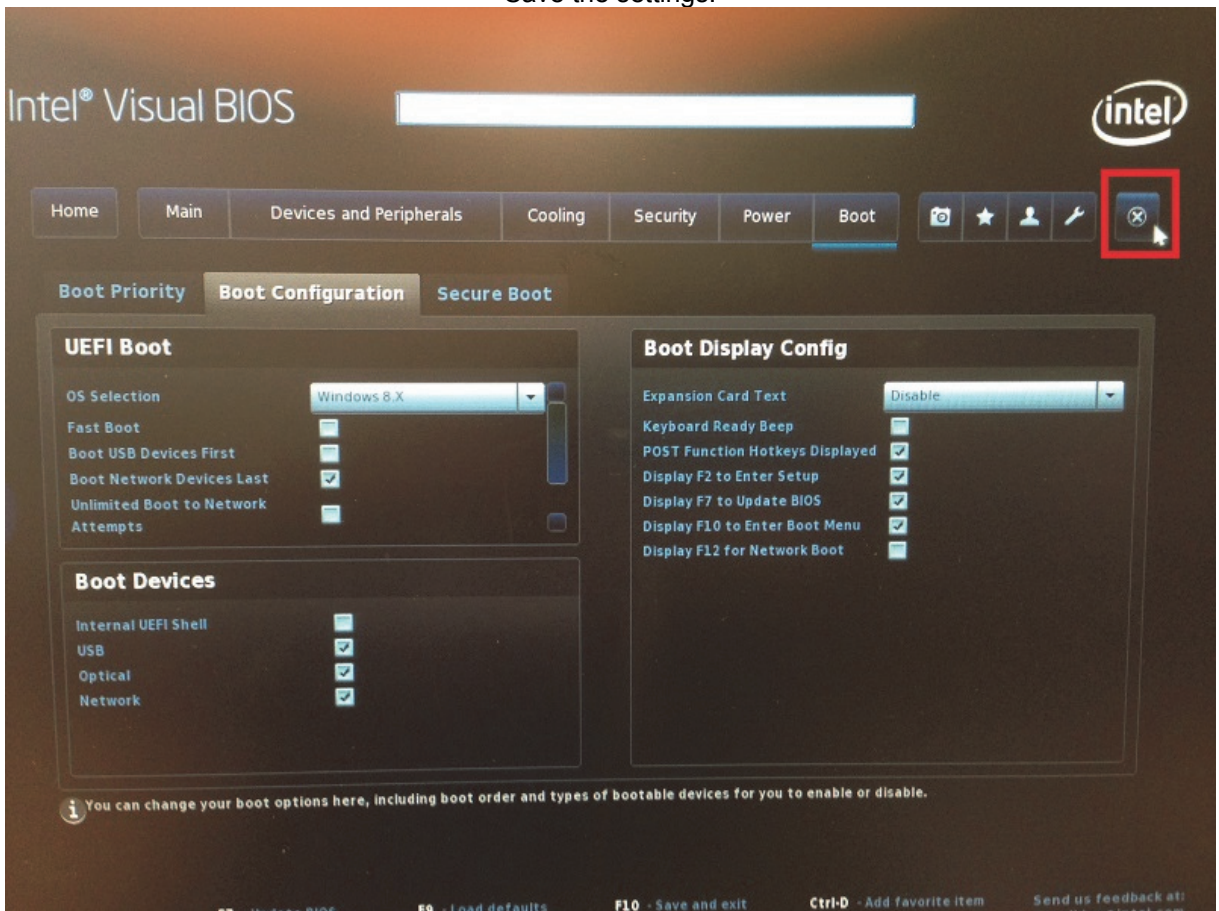 Save the settings.
Intel® Visual BIOS
intel
Home Main Devices and Peripherals Cooling Security Power Boot
Boot Priority Boot Configuration Secure Boot
UEFI Boot
OS Selection Windows 8.X
Fast Boot
Boot USB Devices First
Boot Network Devices Last
Unlimited Boot to Network
Attempts
Boot Devices
Internal UEFI Shell
USB
Optical
Network
Boot Display Config
Expansion Card Text Disable
Keyboard Ready Beep
POST Function Hotkeys Displayed
Display F2 to Enter Setup
Display F7 to Update BIOS
Display F10 to Enter Boot Menu
Display F12 for Network Boot
You can change your boot options here, including boot order and types of bootable devices for you to enable or disable.
F9 - Load defaults F10 - Save and exit Ctrl-D - Add favorite item Send us feedback at: